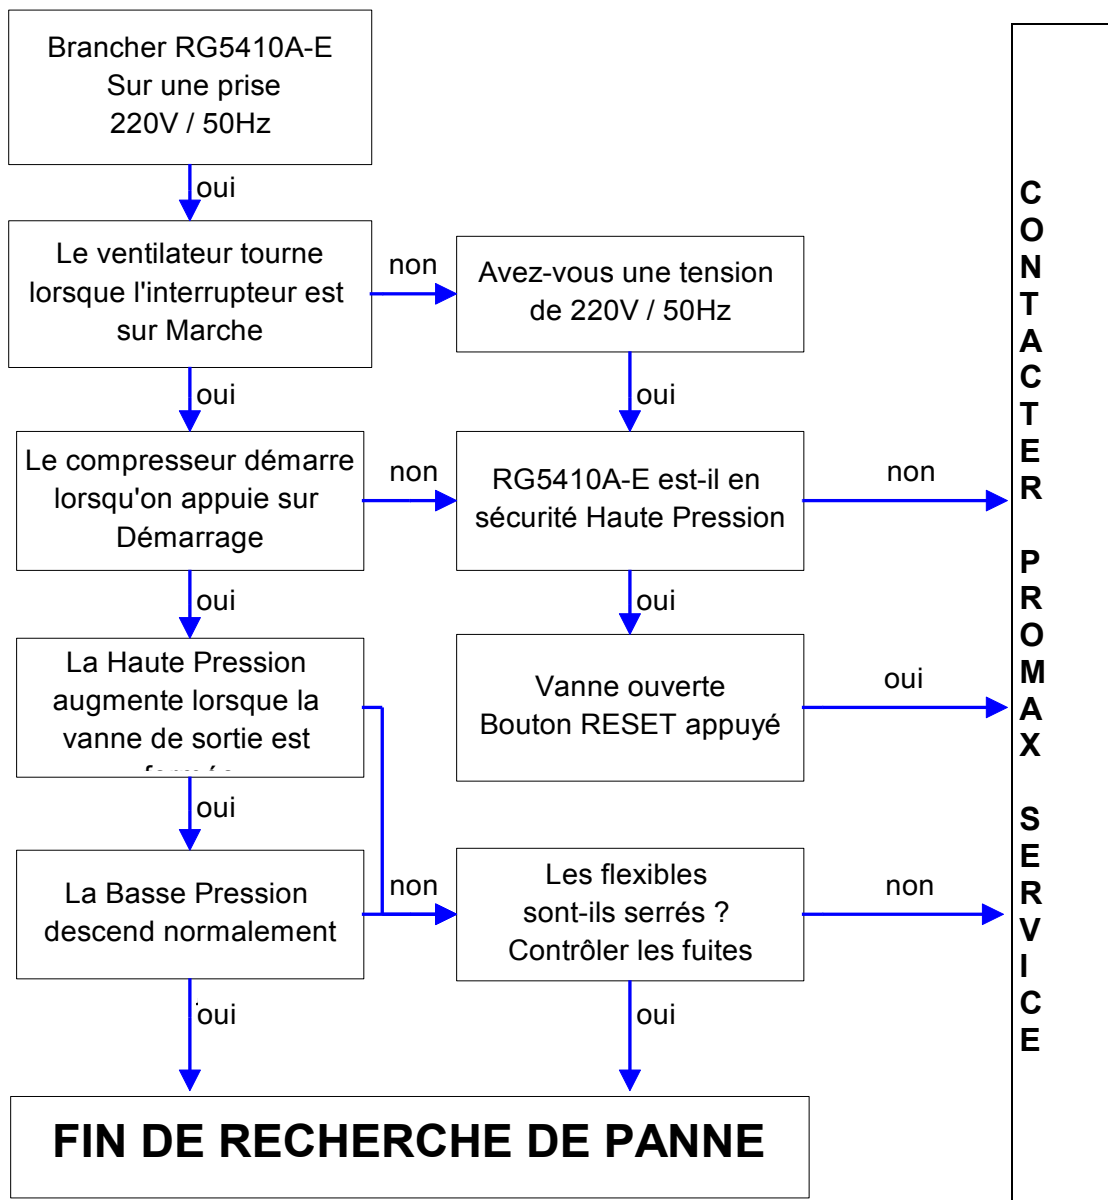 Brancher RG5410A-E
Sur une prise
220V / 50Hz
oui
Le ventilateur tourne
lorsque l'interrupteur est
sur Marche
non
Avez-vous une tension
de 220V / 50Hz
oui
oui
Le compresseur démarre
lorsqu'on appuie sur
Démarrage
non
RG5410A-E est-il en
sécurité Haute Pression
non
oui
oui
La Haute Pression
augmente lorsque la
vanne de sortie est
Vanne ouverte
Bouton RESET appuyé
oui
oui
La Basse Pression
descend normalement
non
Les flexibles
sont-ils serrés ?
Contrôler les fuites
non
oui
oui
FIN DE RECHERCHE DE PANNE
CONTACTER PROMAX SERVICE